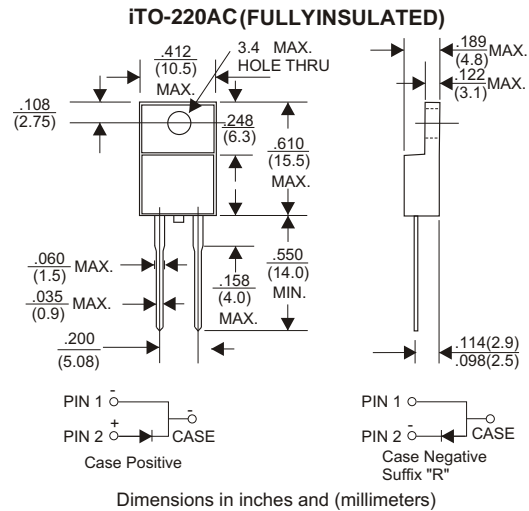 iTO-220AC(FULLYINSULATED)
.412
(10.5)
MAX.
3.4 MAX.
HOLE THRU
.189
(4.8)
MAX.
.122
(3.1)
MAX.
.108
(2.75)
.248
(6.3)
.610
(15.5)
MAX.
.060
(1.5)
MAX.
.035
(0.9)
MAX.
.158
(4.0)
MAX.
.550
(14.0)
MIN.
.200
(5.08)
.114(2.9)
.098(2.5)
PIN 1 -
PIN 2 +
-
CASE
Case Positive
PIN 1
PIN 2 -
CASE
Case Negative
Suffix "R"
Dimensions in inches and (millimeters)